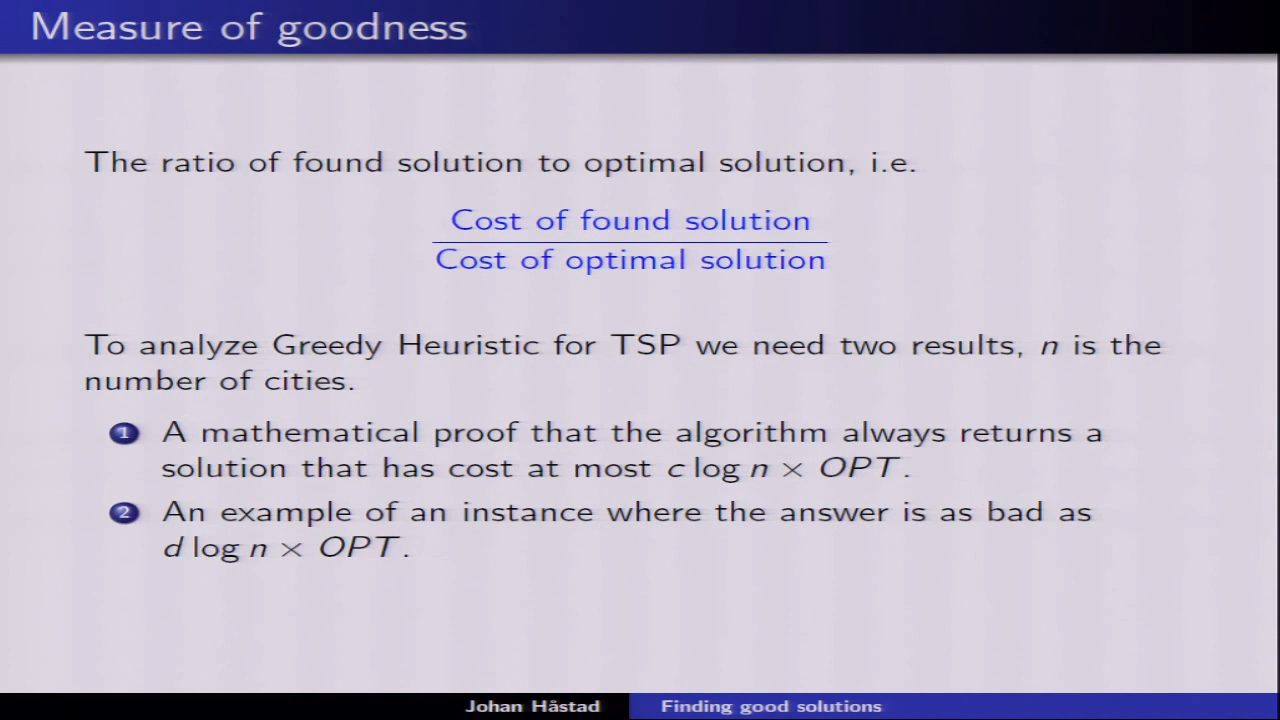 Measure of goodness
The ratio of found solution to optimal solution, i.e.
Cost of found solution
Cost of optimal solution
To analyze Greedy Heuristic for TSP we need two results, n is the
number of cities.
1 A mathematical proof that the algorithm always returns a
solution that has cost at most c log n × OPT.
2 An example of an instance where the answer is as bad as
d log n × OPT.
Johan Håstad Finding good solutions